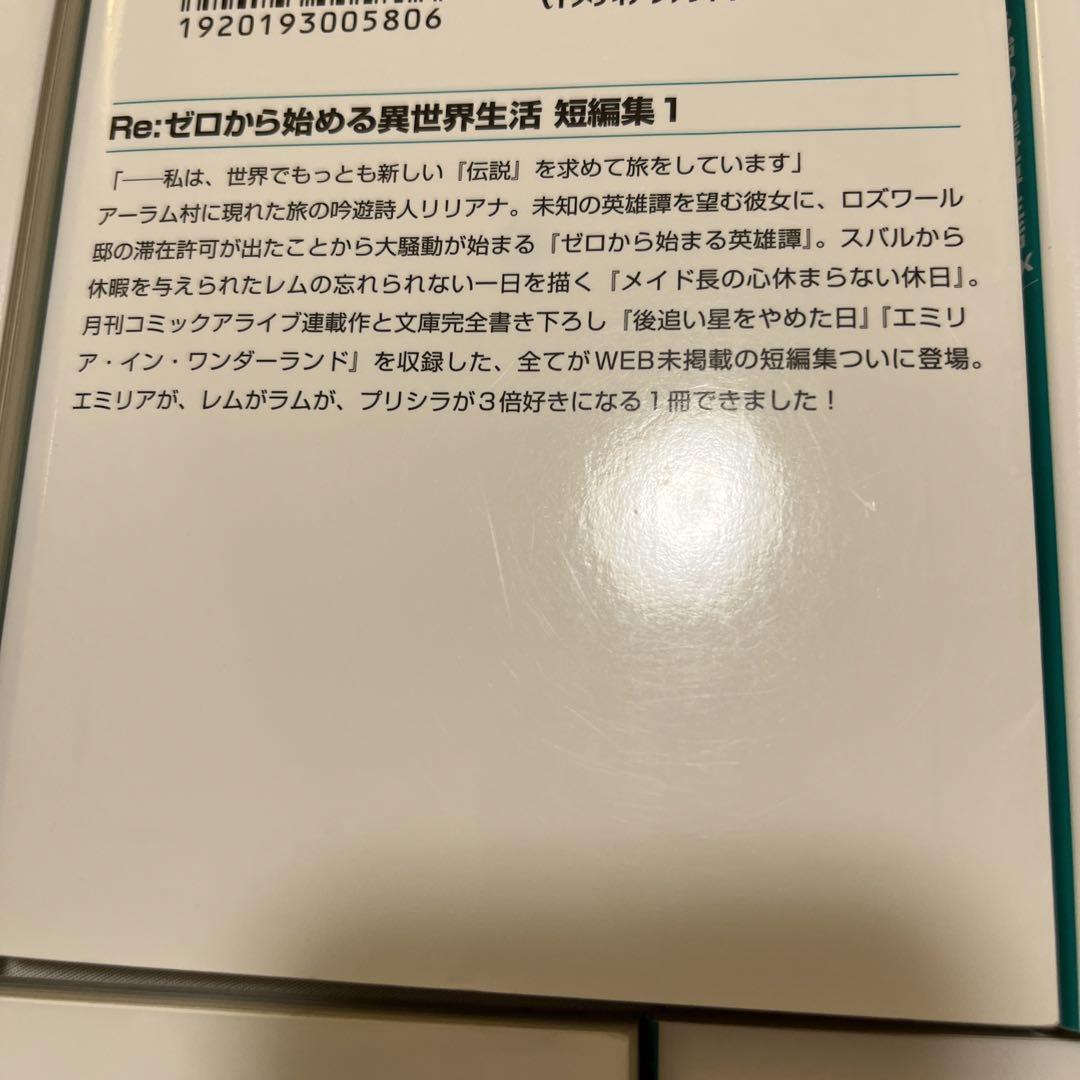 1920193005806
Re:ゼロから始める異世界生活 短編集1
「――私は、世界でもっとも新しい『伝説』を求めて旅をしています」
アーラム村に現れた旅の吟遊詩人リリアナ。未知の英雄譚を望む彼女に、ロズワール
邸の滞在許可が出たことから大騒動が始まる『ゼロから始まる英雄譚』。スバルから
休暇を与えられたレムの忘れられない一日を描く『メイド長の心休まらない休日』。
月刊コミックアライブ連載作と文庫完全書き下ろし『後追い星をやめた日』『エミリ
ア・イン・ワンダーランド』を収録した、全てがWEB未掲載の短編集ついに登場。
エミリアが、レムがラムが、プリシラが3倍好きになる1冊できました!